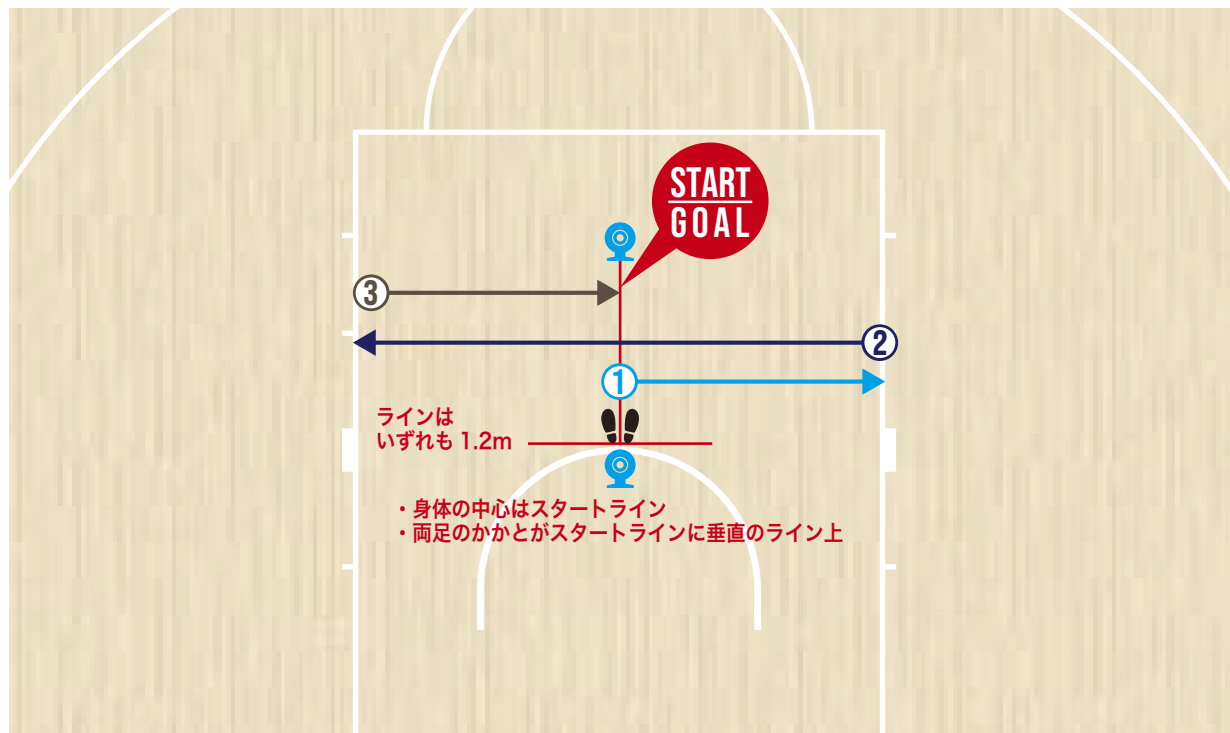 START
GOAL
③
②
①
ラインは
いずれも 1.2m
・身体の中心はスタートライン
・両足のかかとがスタートラインに垂直のライン上